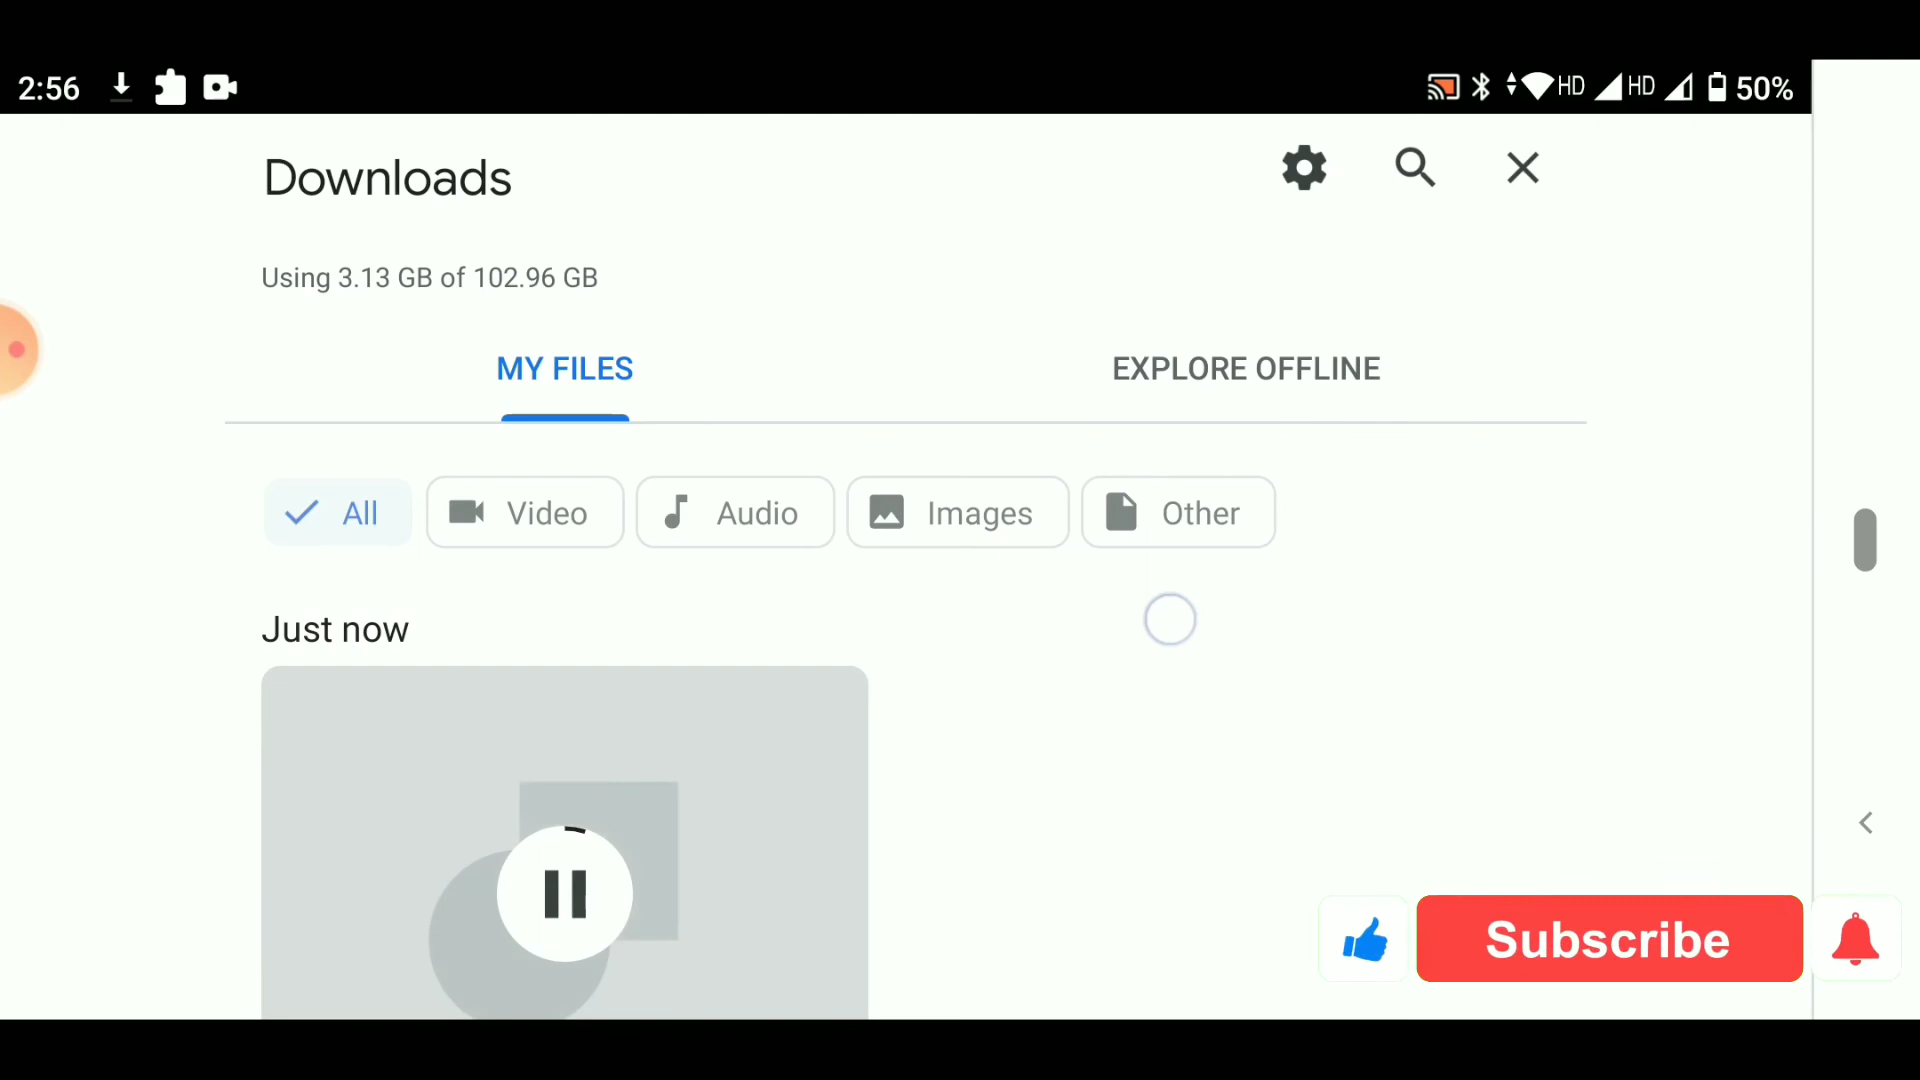 2:56
HD HD 50%
Downloads
Using 3.13 GB of 102.96 GB
MY FILES
EXPLORE OFFLINE
All
Video
Audio
Images
Other
Just now
Subscribe